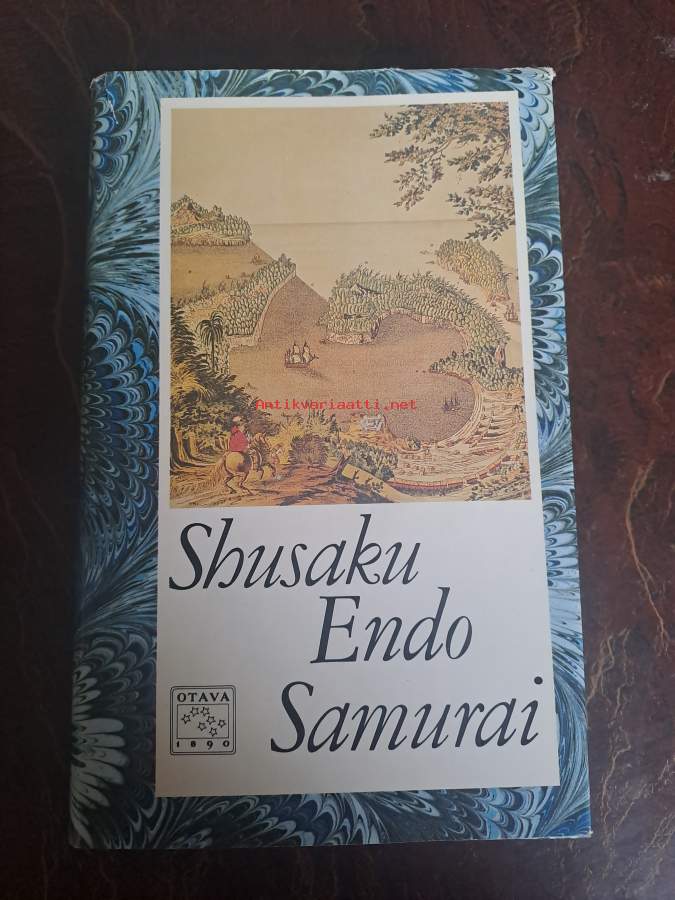 Antikvariaatti.net
Shusaku
Endo
Samurai
OTAVA
1890